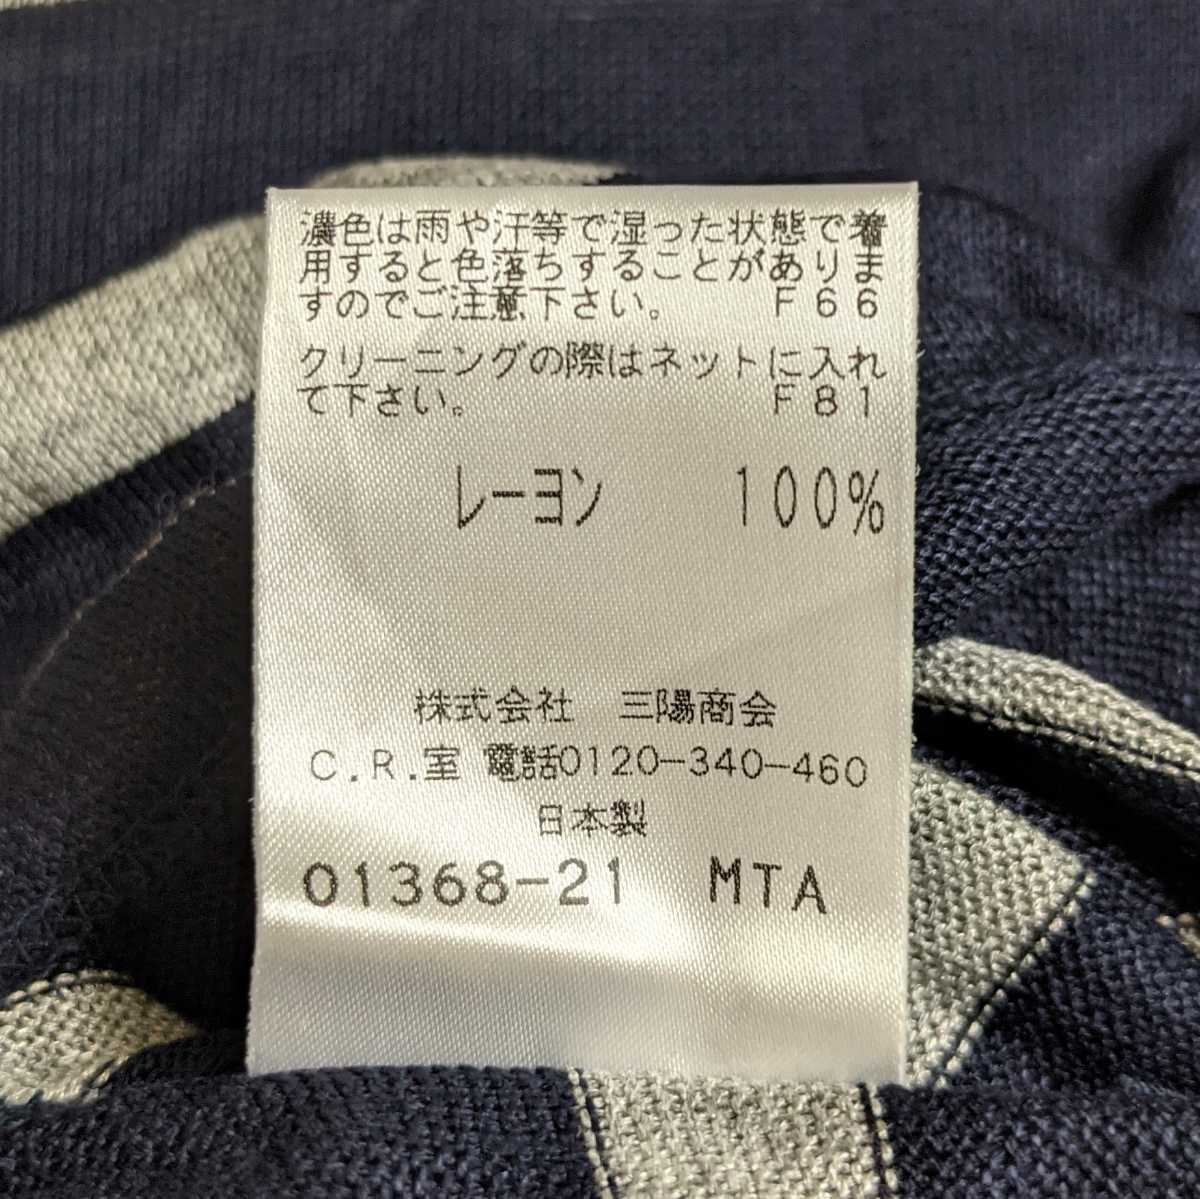 濃色は雨や汗等で湿った状態で着
用すると色落ちすることがありま
すのでご注意下さい。 F66
クリーニングの際はネットに入れ
て下さい。 F81
レーヨン 100%
株式会社 三陽商会
C.R.室 電話0120-340-460
日本製
01368-21 MTA